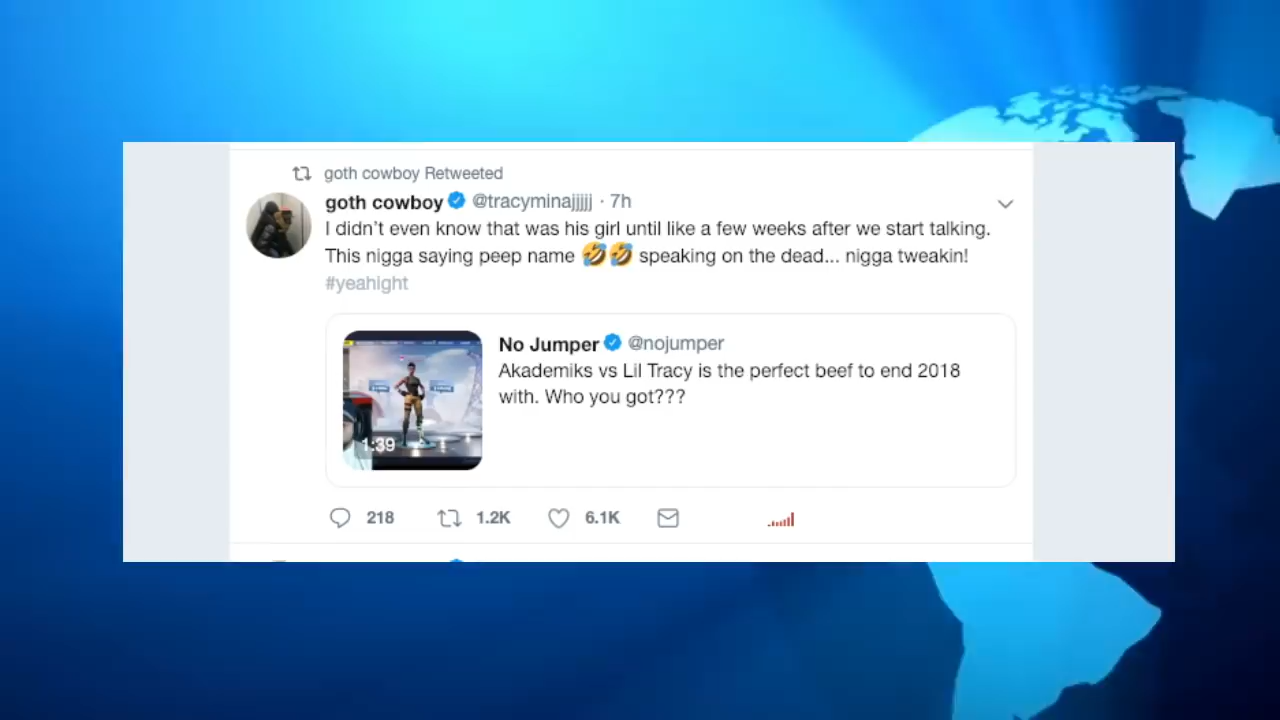 goth cowboy Retweeted
goth cowboy @tracyminajjjjj · 7h
I didn't even know that was his girl until like a few weeks after we start talking.
This nigga saying peep name 🤣🤣 speaking on the dead... nigga tweakin!
#yeahight
No Jumper @nojumper
Akademiks vs Lil Tracy is the perfect beef to end 2018
with. Who you got???
1:39
218 1.2K 6.1K